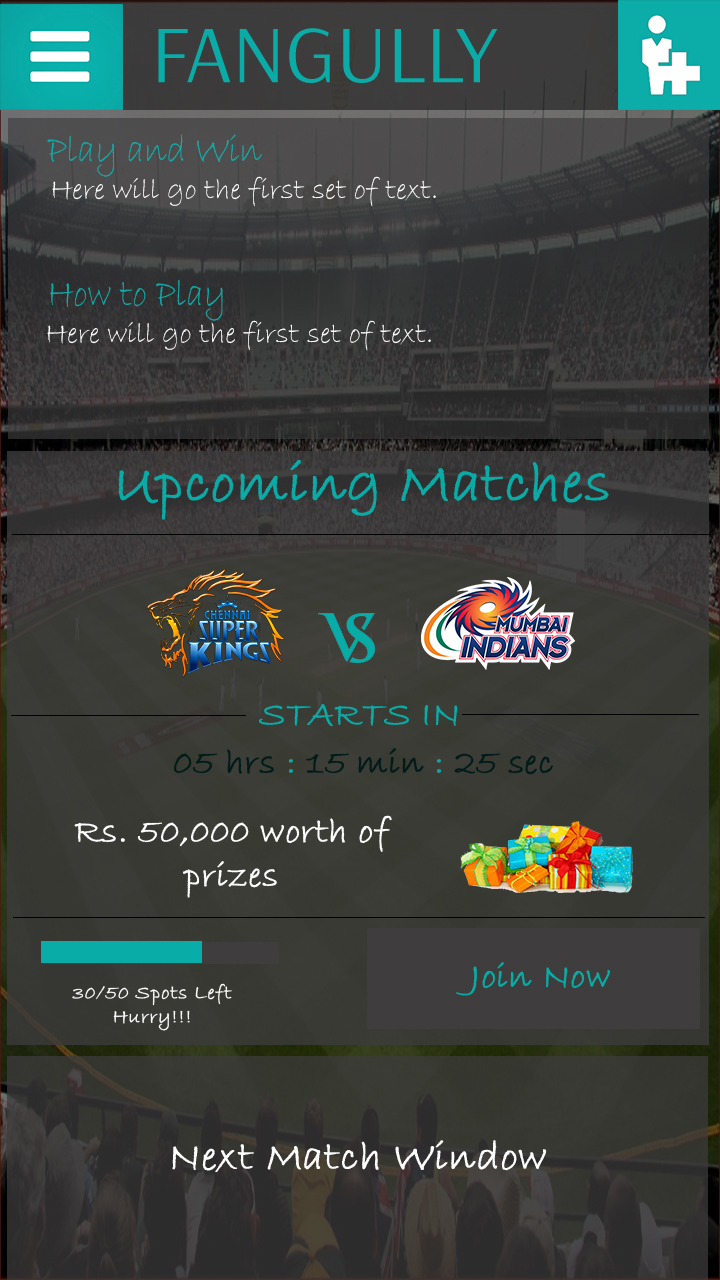 FANGULLY
Play and Win
Here will go the first set of text.
How to Play
Here will go the first set of text.
Upcoming Matches
CHENNAI
SUPER
KINGS
VS
MUMBAI
INDIANS
STARTS IN
05 hrs : 15 min : 25 sec
Rs. 50,000 worth of
prizes
30/50 Spots Left
Hurry!!!
Join Now
Next Match Window